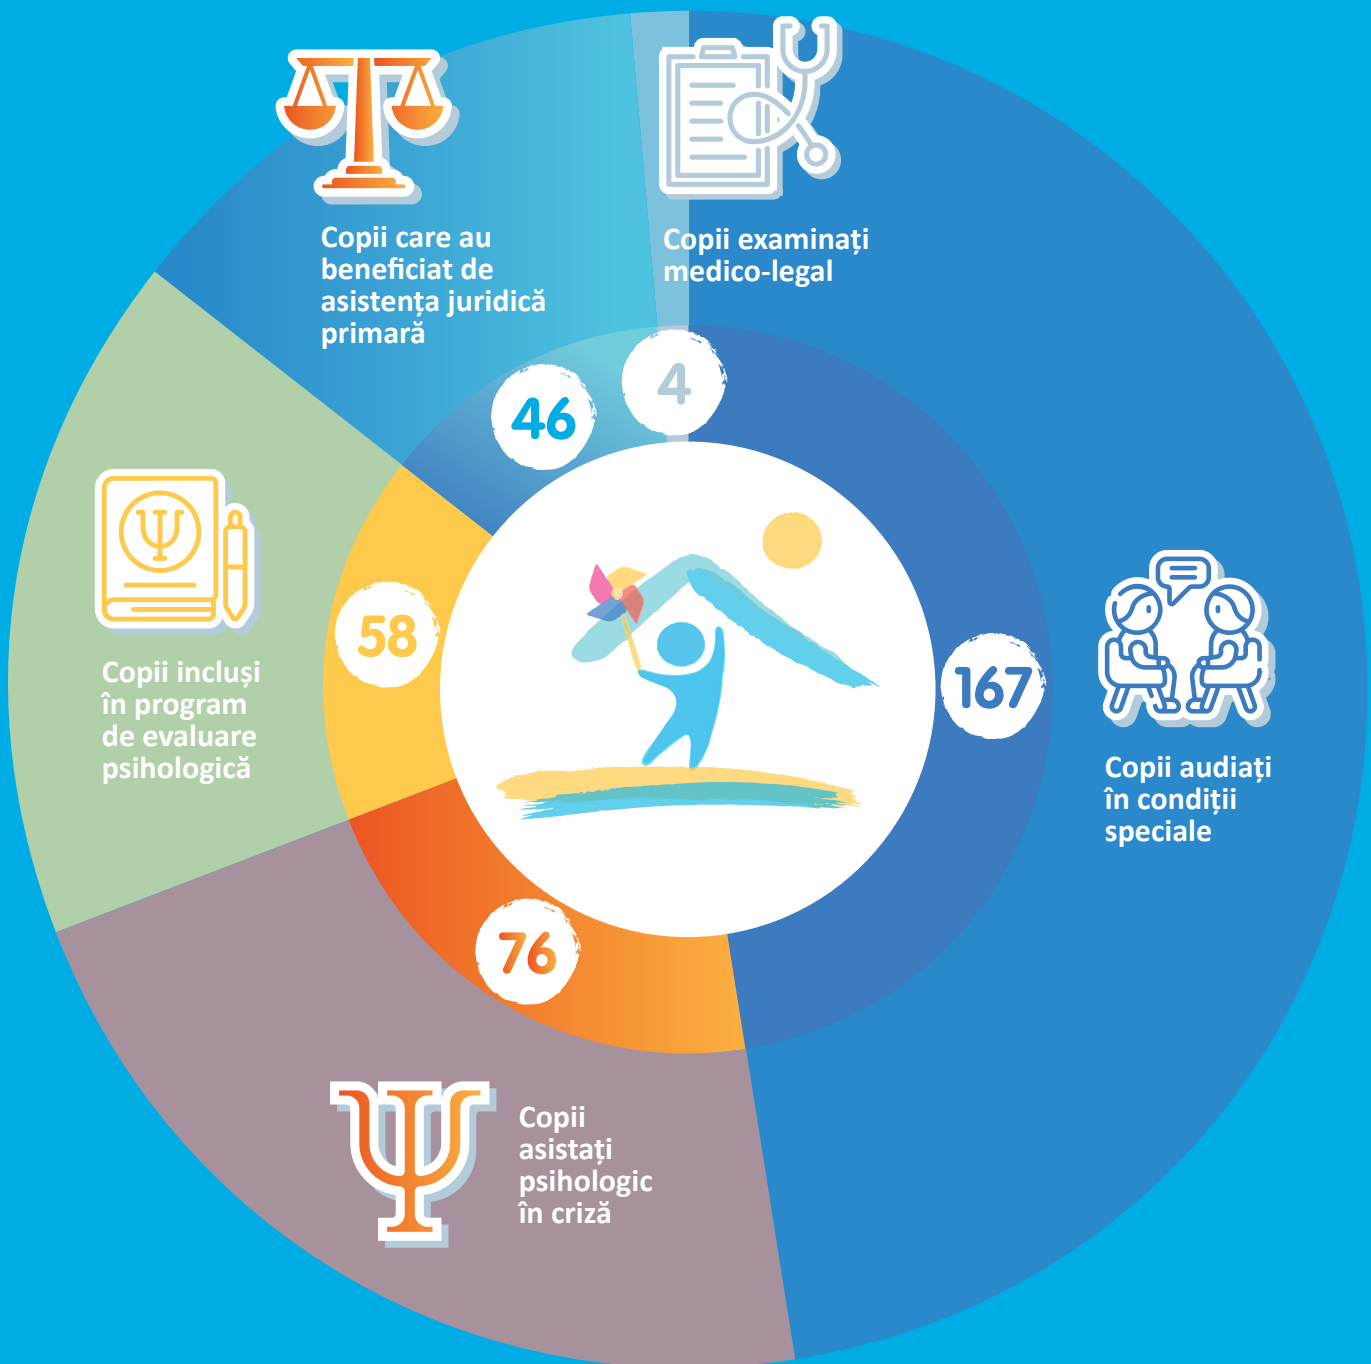 Copii care au
beneficiat de
asistența juridică
primară
46
Copii examinați
medico-legal
4
Copii incluși
în program
de evaluare
psihologică
58
167
Copii audiați
în condiții
speciale
76
Copii
asistați
psihologic
în criză